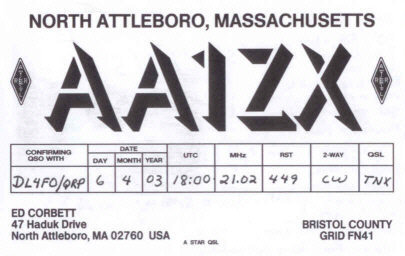 NORTH ATTLEBORO, MASSACHUSETTS
AA1ZX
CONFIRMING QSO WITH DATE DAY MONTH YEAR UTC MHz RST 2-WAY QSL
DL4FO/QRP 6 4 03 18:00 21.02 449 CW TNX
ED CORBETT
47 Haduk Drive BRISTOL COUNTY
North Attleboro, MA 02760 USA GRID FN41
A STAR QSL